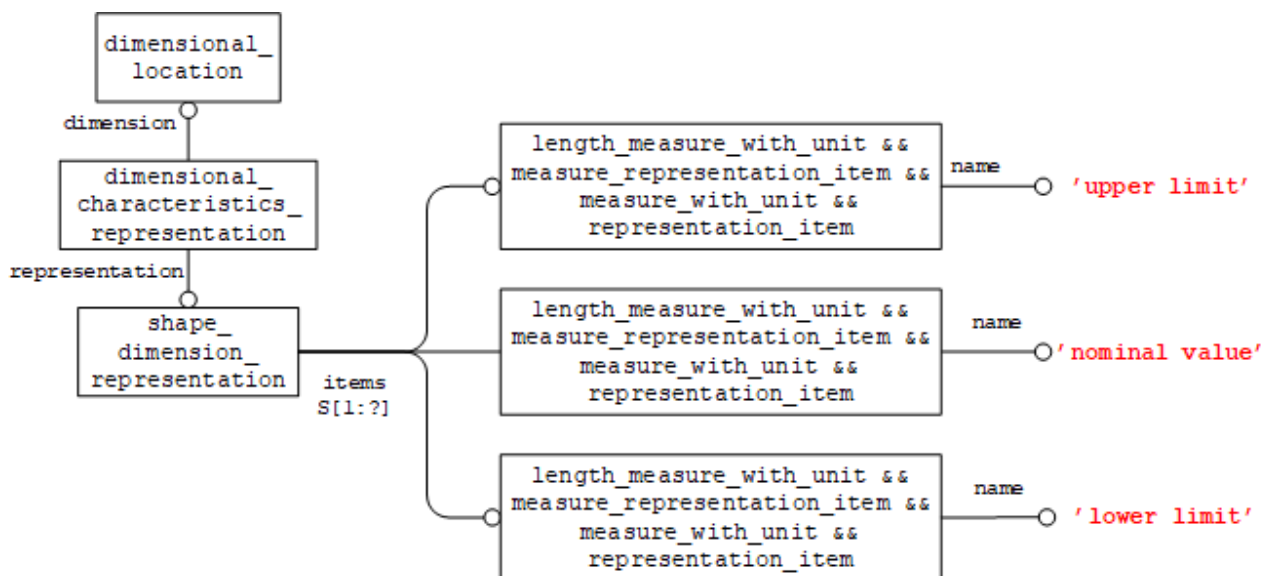 dimensional_
location
dimension
dimensional_
characteristics_
representation
representation
shape_
dimension_
representation
items
S[1:?]
length_measure_with_unit &&
measure_representation_item &&
measure_with_unit &&
representation_item
name
'upper limit'
length_measure_with_unit &&
measure_representation_item &&
measure_with_unit &&
representation_item
name
'nominal value'
length_measure_with_unit &&
measure_representation_item &&
measure_with_unit &&
representation_item
name
'lower limit'